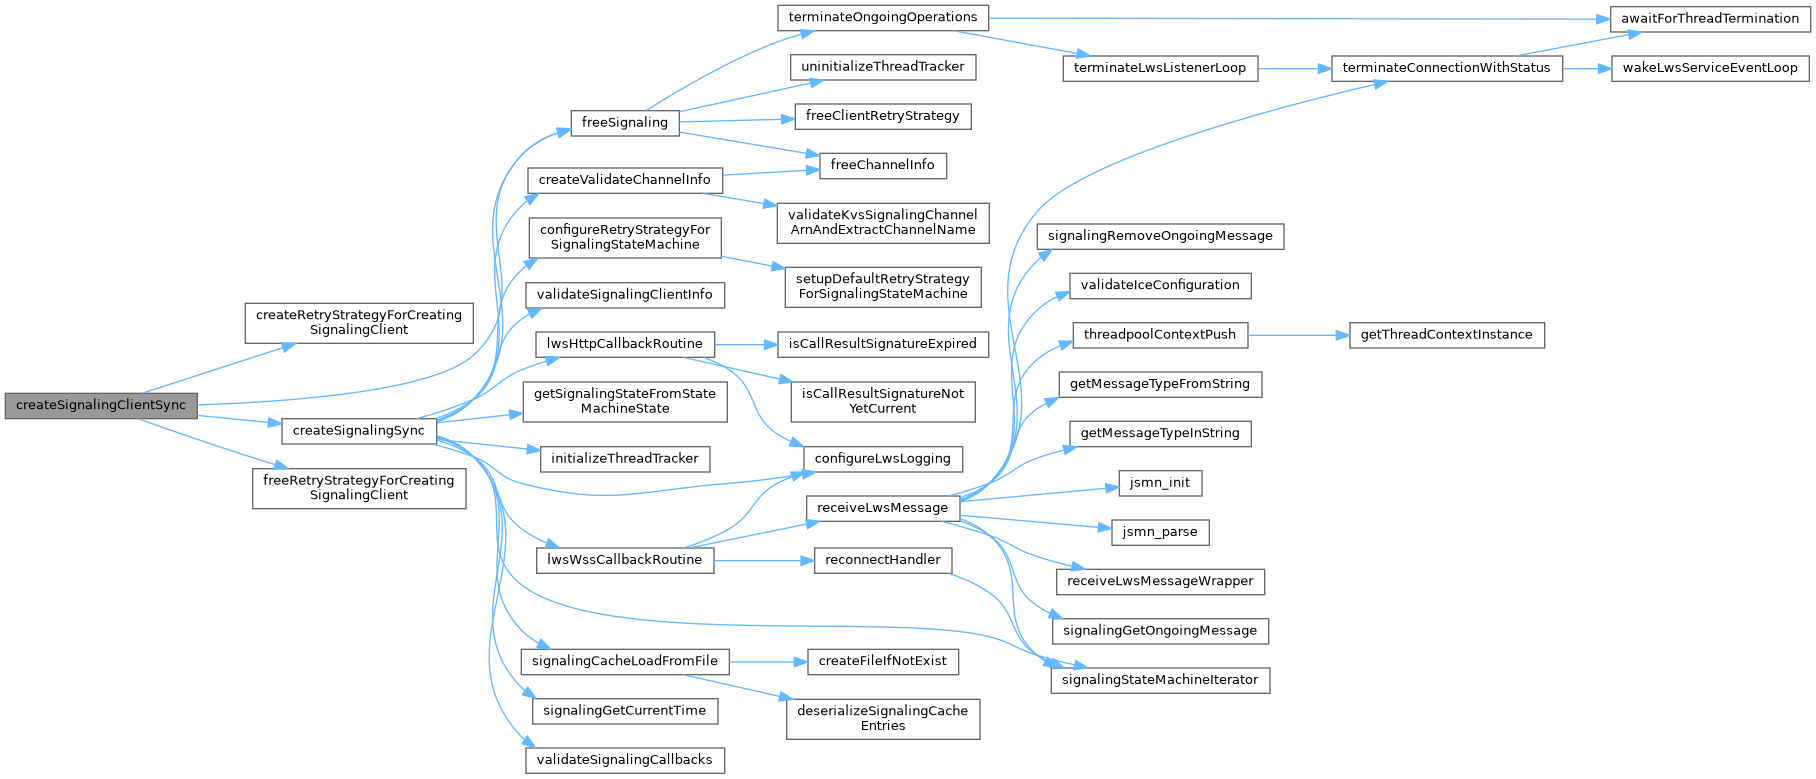 createSignalingClientSync
createRetryStrategyForCreating
SignalingClient
freeSignaling
createSignalingSync
freeRetryStrategyForCreating
SignalingClient
terminateOngoingOperations
uninitializeThreadTracker
freeClientRetryStrategy
freeChannelInfo
createValidateChannelInfo
validateKvsSignalingChannel
ArnAndExtractChannelName
configureRetryStrategyFor
SignalingStateMachine
setupDefaultRetryStrategy
ForSignalingStateMachine
validateSignalingClientInfo
lwsHttpCallbackRoutine
isCallResultSignatureExpired
isCallResultSignatureNot
YetCurrent
getSignalingStateFromState
MachineState
initializeThreadTracker
configureLwsLogging
lwsWssCallbackRoutine
receiveLwsMessage
reconnectHandler
signalingCacheLoadFromFile
createFileIfNotExist
deserializeSignalingCache
Entries
signalingGetCurrentTime
validateSignalingCallbacks
terminateLwsListenerLoop
terminateConnectionWithStatus
awaitForThreadTermination
wakeLwsServiceEventLoop
signalingRemoveOngoingMessage
validateIceConfiguration
threadpoolContextPush
getThreadContextInstance
getMessageTypeFromString
getMessageTypeInString
jsmn_init
jsmn_parse
receiveLwsMessageWrapper
signalingGetOngoingMessage
signalingStateMachineIterator